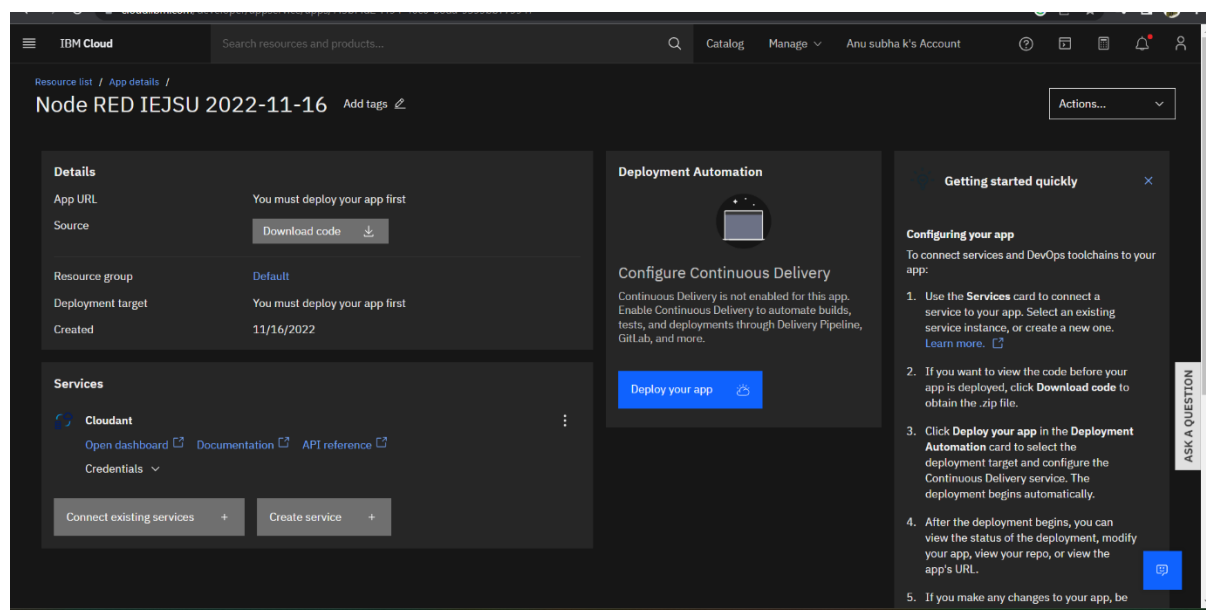 IBM Cloud
Search resources and products...
Catalog
Manage
Anu subha k's Account
Resource list / App details /
Node RED IEJSU 2022-11-16
Add tags
Actions...
Details
App URL
You must deploy your app first
Source
Download code
Resource group
Default
Deployment target
You must deploy your app first
Created
11/16/2022
Services
Cloudant
Open dashboard
Documentation
API reference
Credentials
Connect existing services +
Create service +
Deployment Automation
Configure Continuous Delivery
Continuous Delivery is not enabled for this app.
Enable Continuous Delivery to automate builds,
tests, and deployments through Delivery Pipeline,
GitLab, and more.
Deploy your app
Getting started quickly
Configuring your app
To connect services and DevOps toolchains to your
app:
1. Use the Services card to connect a
service to your app. Select an existing
service instance, or create a new one.
Learn more.
2. If you want to view the code before your
app is deployed, click Download code to
obtain the .zip file.
3. Click Deploy your app in the Deployment
Automation card to select the
deployment target and configure the
Continuous Delivery service. The
deployment begins automatically.
4. After the deployment begins, you can
view the status of the deployment, modify
your app, view your repo, or view the
app's URL.
5. If you make any changes to your app, be
ASK A QUESTION